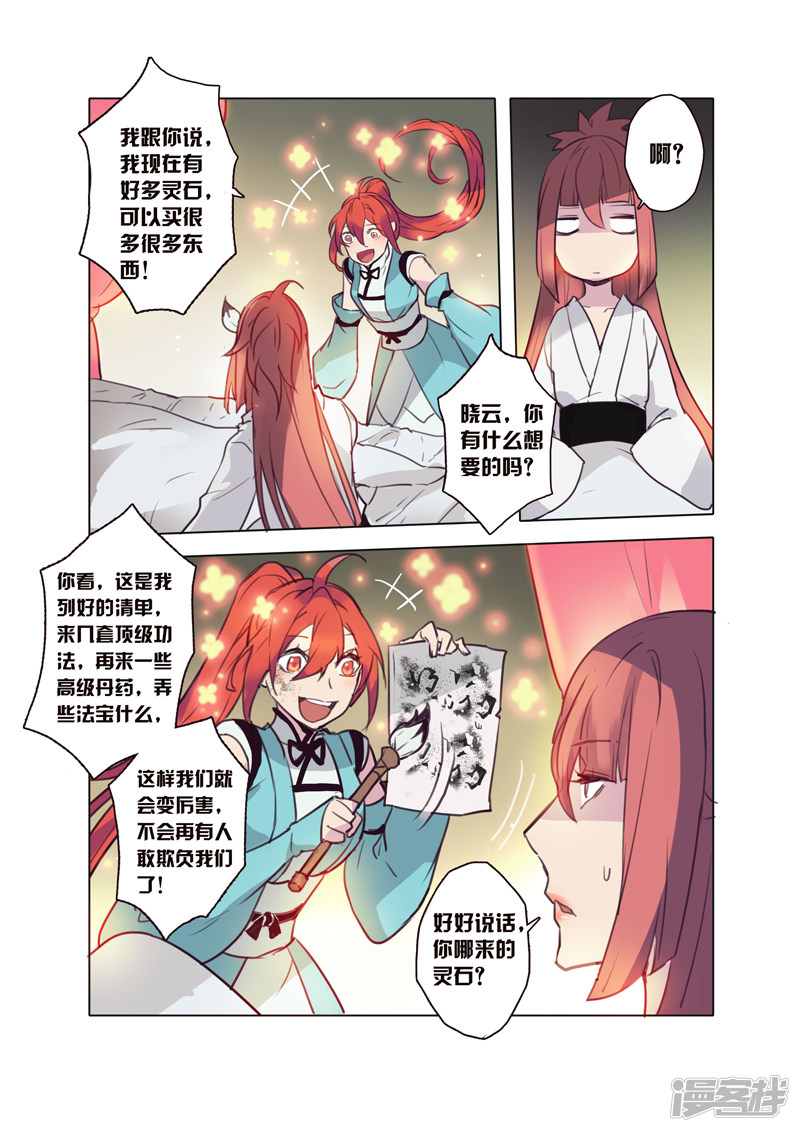 我跟你说，
我现在有
好多灵石，
可以买很
多很多东
西！
啊？
晓云，你
有什么想
要的吗？
你看，这是我
列好的清单，
来几套顶级功
法，再来一些
高级丹药，弄
些法宝什么，
这样我们就
会变厉害，
不会再有人
敢欺负我们
了！
好好说话，
你哪来的
灵石？
漫客栈